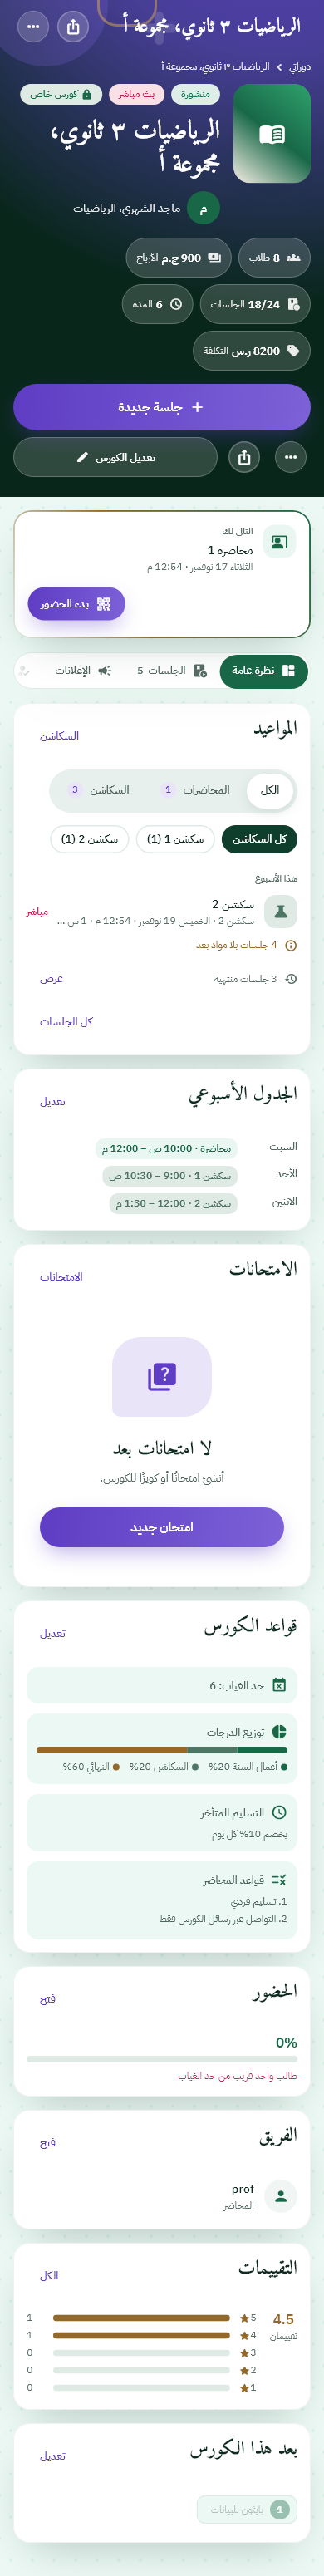 الرياضيات ٣ ثانوي، مجموعة أ
دوراتي › الرياضيات ٣ ثانوي، مجموعة أ
منشورة
بث مباشر
كورس خاص
الرياضيات ٣ ثانوي،
مجموعة أ
م
ماجد الشهري، الرياضيات
8 طلاب
900 ج.م الأرباح
18/24 الجلسات
6 المدة
8200 ر.س التكلفة
+ جلسة جديدة
تعديل الكورس
التالي لك
محاضرة 1
الثلاثاء 17 نوفمبر · 12:54 م
بدء الحضور
نظرة عامة
الجلسات 5
الإعلانات
المواعيد
السكاشن
الكل
المحاضرات 1
السكاشن 3
كل السكاشن
سكشن 1 (1)
سكشن 2 (1)
هذا الأسبوع
سكشن 2
سكشن 2 · الخميس 19 نوفمبر · 12:54 م · 1 س ...
مباشر
4 جلسات بلا مواد بعد
3 جلسات منتهية
عرض
كل الجلسات
الجدول الأسبوعي
تعديل
السبت
محاضرة · 10:00 ص – 12:00 م
الأحد
سكشن 1 · 9:00 – 10:30 ص
الاثنين
سكشن 2 · 12:00 – 1:30 م
الامتحانات
الامتحانات
لا امتحانات بعد
أنشئ امتحانًا أو كويزًا للكورس.
امتحان جديد
قواعد الكورس
تعديل
حد الغياب: 6
توزيع الدرجات
أعمال السنة 20%
السكاشن 20%
النهائي 60%
التسليم المتأخر
يخصم 10% كل يوم
قواعد المحاضر
1. تسليم فردي
2. التواصل عبر رسائل الكورس فقط
الحضور
فتح
0%
طالب واحد قريب من حد الغياب
الفريق
فتح
prof
المحاضر
التقييمات
الكل
4.5
تقييمان
5★ 1
4★ 1
3★ 0
2★ 0
1★ 0
بعد هذا الكورس
تعديل
1 بايثون للبيانات